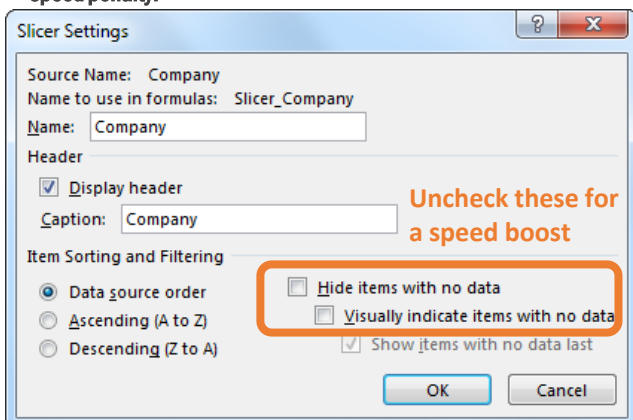 speed penalty.
Slicer Settings
Source Name: Company
Name to use in formulas: Slicer_Company
Name: Company
Header
Display header
Caption: Company
Uncheck these for
a speed boost
Item Sorting and Filtering
Data source order
Hide items with no data
Ascending (A to Z)
Visually indicate items with no data
Descending (Z to A)
Show items with no data last
OK
Cancel